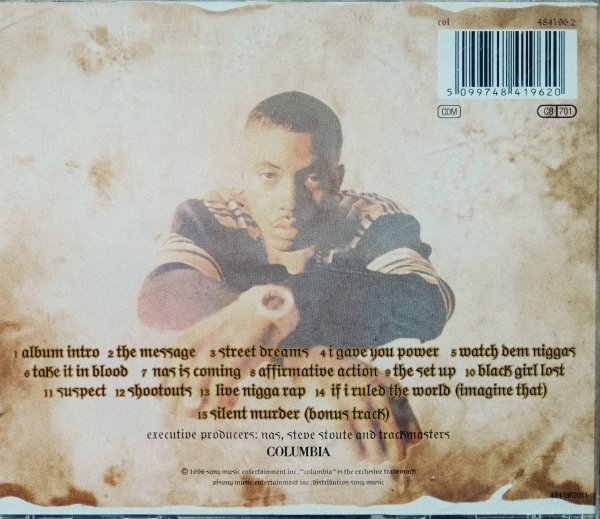 col 484196 2
5 099748 419620
CDM CB 701
1 album intro 2 the message 3 street dreams 4 i gave you power 5 watch dem niggas
6 take it in blood 7 nas is coming 8 affirmative action 9 the set up 10 black girl lost
11 suspect 12 shootouts 13 live nigga rap 14 if i ruled the world (imagine that)
15 silent murder (bonus track)
executive producers: nas, steve stoute and trackmasters
COLUMBIA
© 1996 sony music entertainment inc. "columbia" is the exclusive trademark
of sony music entertainment inc. distribution sony music
4841962011